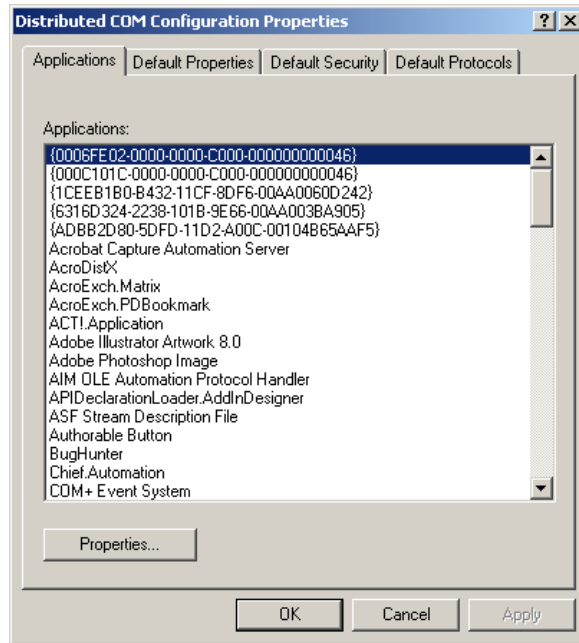 Distributed COM Configuration Properties
Applications
Default Properties
Default Security
Default Protocols
Applications:
{0006FE02-0000-0000-C000-000000000046}
{000C101C-0000-0000-C000-000000000046}
{1CEEB1B0-B432-11CF-8DF6-00AA0060D242}
{6316D324-2238-101B-9E66-00AA003BA905}
{ADBB2D80-5DFD-11D2-A00C-00104B65AAF5}
Acrobat Capture Automation Server
AcroDistX
AcroExch.Matrix
AcroExch.PDBookmark
ACT!.Application
Adobe Illustrator Artwork 8.0
Adobe Photoshop Image
AIM OLE Automation Protocol Handler
APIDeclarationLoader.AddInDesigner
ASF Stream Description File
Authorable Button
BugHunter
Chief.Automation
COM+ Event System
Properties...
OK
Cancel
Apply